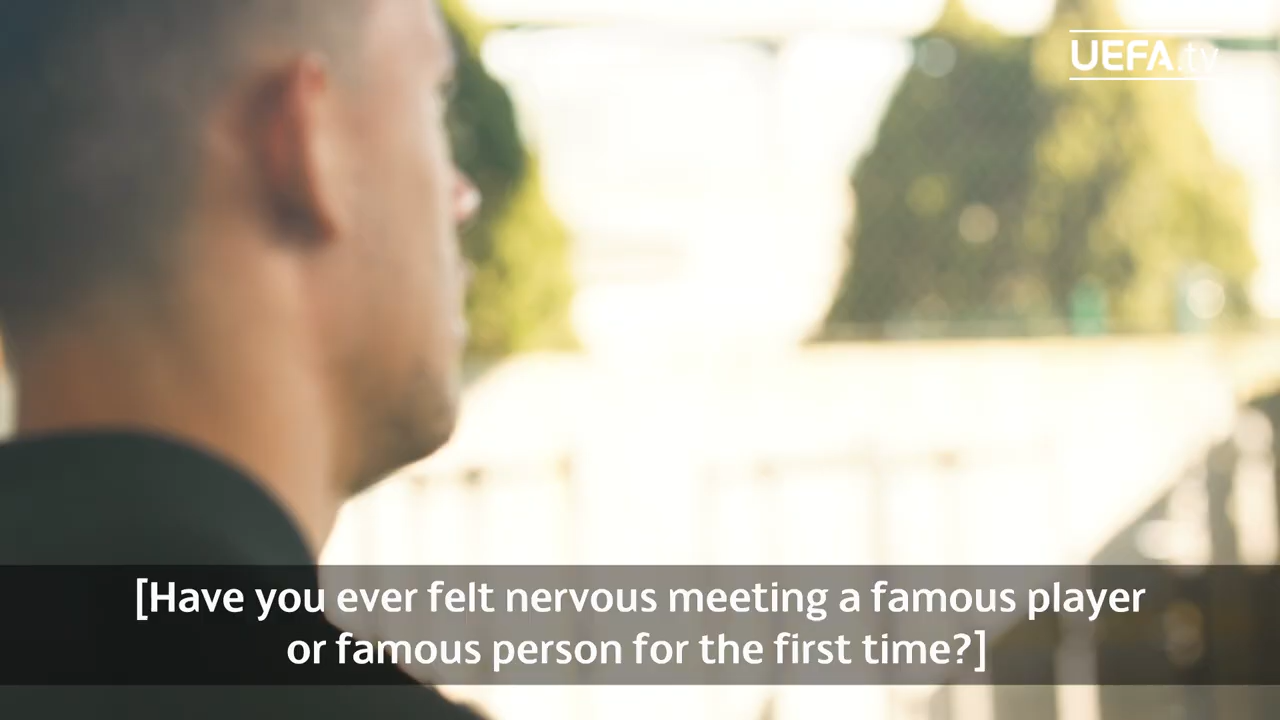 UEFA.tv
[Have you ever felt nervous meeting a famous player
or famous person for the first time?]